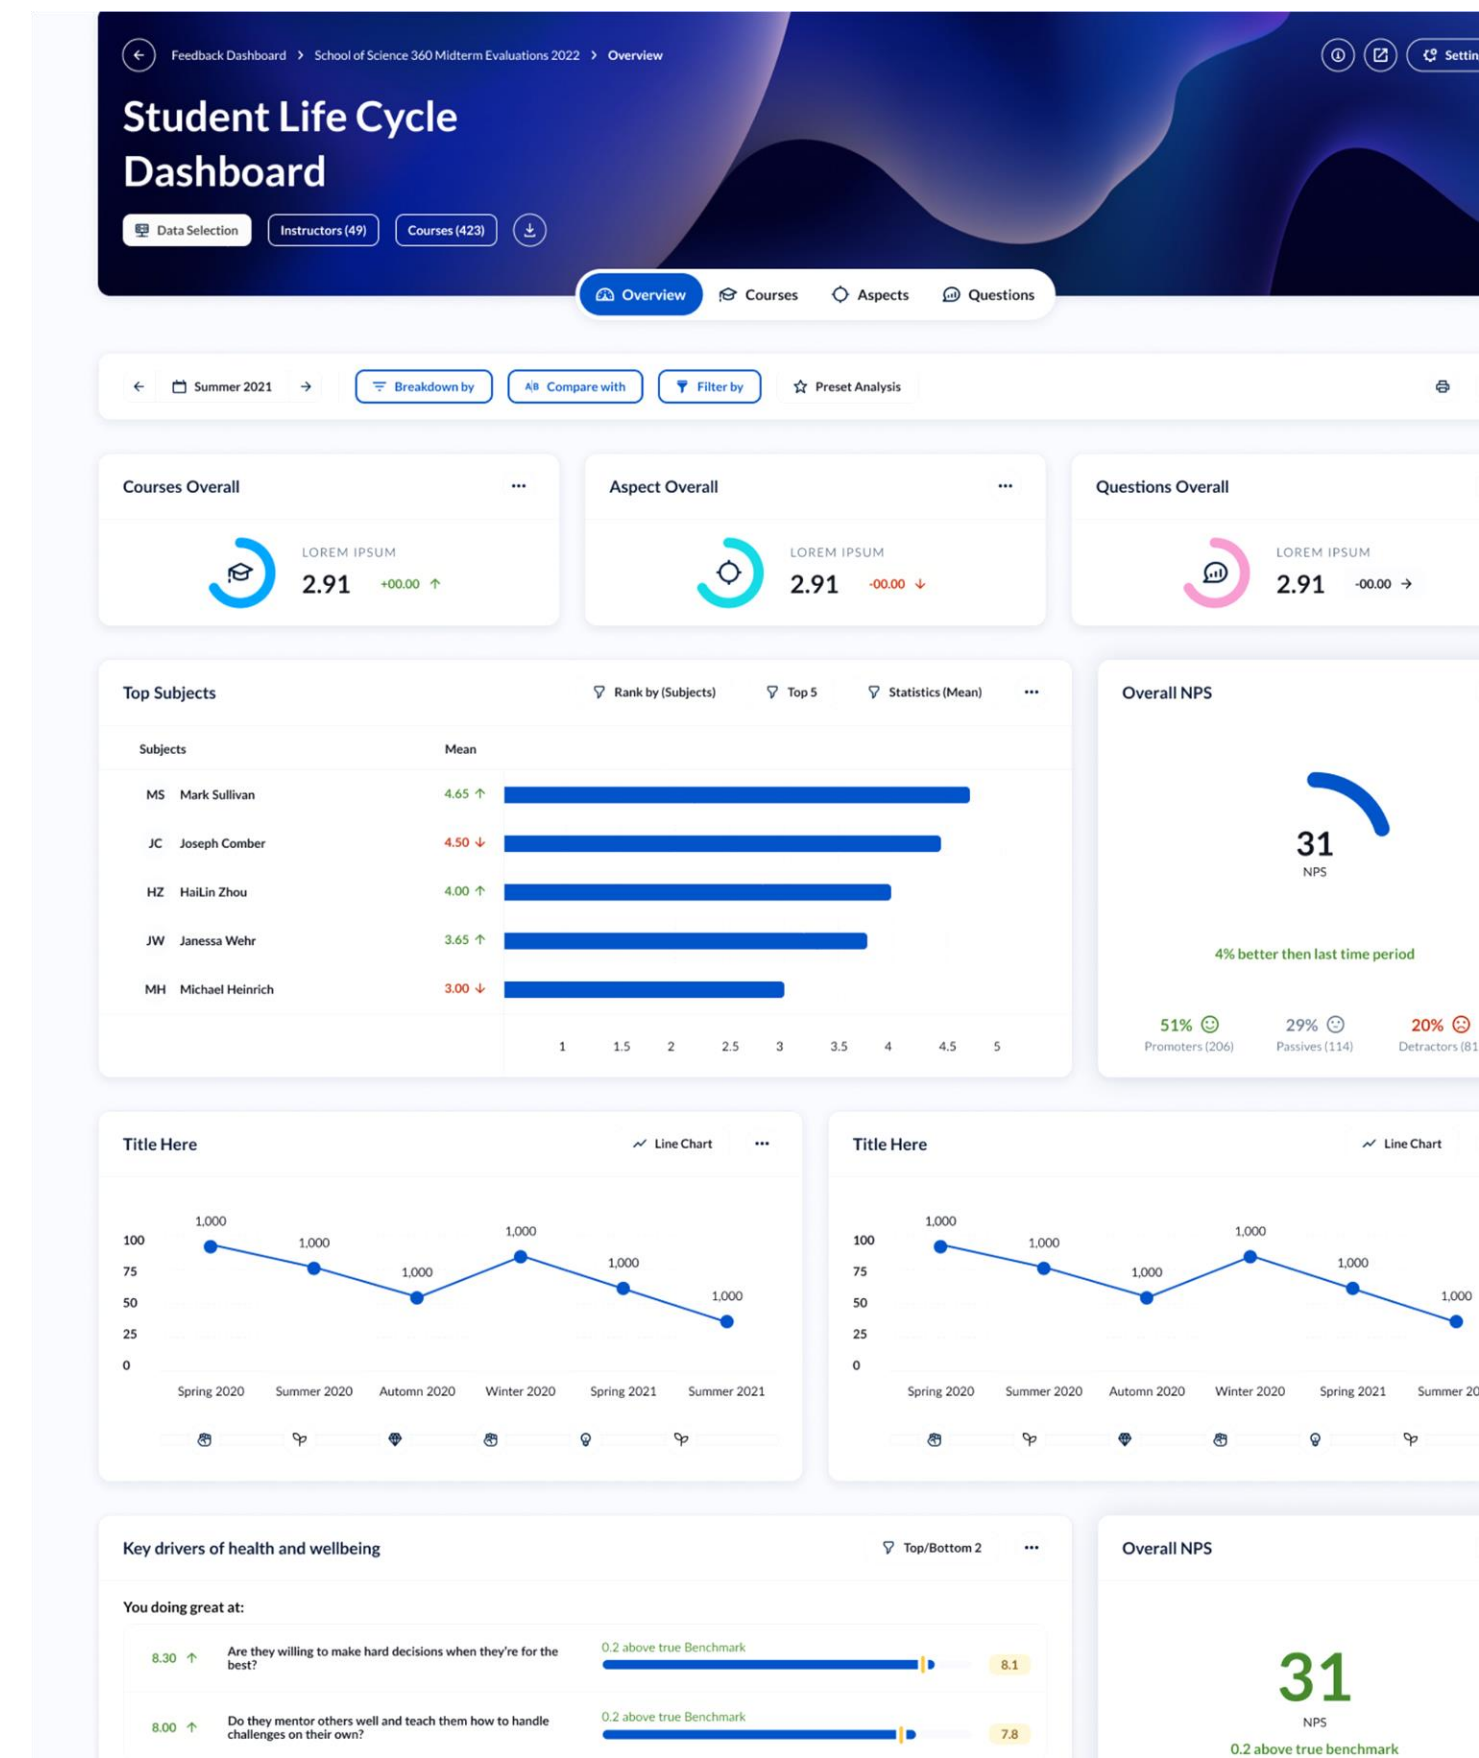 Feedback Dashboard > School of Science 360 Midterm Evaluations 2022 > Overview
Settin
Student Life Cycle
Dashboard
Data Selection
Instructors (49)
Courses (423)
Overview
Courses
Aspects
Questions
Summer 2021
Breakdown by
A|B Compare with
Filter by
Preset Analysis
Courses Overall
LOREM IPSUM
2.91 +00.00 ↑
Aspect Overall
LOREM IPSUM
2.91 -00.00 ↓
Questions Overall
LOREM IPSUM
2.91 -00.00 →
Top Subjects
Rank by (Subjects)
Top 5
Statistics (Mean)
Subjects Mean
MS Mark Sullivan 4.65 ↑
JC Joseph Comber 4.50 ↓
HZ HaiLin Zhou 4.00 ↑
JW Janessa Wehr 3.65 ↑
MH Michael Heinrich 3.00 ↓
1 1.5 2 2.5 3 3.5 4 4.5 5
Overall NPS
31
NPS
4% better then last time period
51% 29% 20%
Promoters (206) Passives (114) Detractors (81
Title Here
Line Chart
1,000 1,000 1,000 1,000 1,000 1,000
100
75
50
25
0
Spring 2020 Summer 2020 Automn 2020 Winter 2020 Spring 2021 Summer 2021
Title Here
Line Chart
1,000 1,000 1,000 1,000 1,000 1,000
100
75
50
25
0
Spring 2020 Summer 2020 Automn 2020 Winter 2020 Spring 2021 Summer 20
Key drivers of health and wellbeing
Top/Bottom 2
You doing great at:
8.30 ↑
Are they willing to make hard decisions when they're for the
best?
0.2 above true Benchmark
8.1
8.00 ↑
Do they mentor others well and teach them how to handle
challenges on their own?
0.2 above true Benchmark
7.8
Overall NPS
31
NPS
0.2 above true benchmark